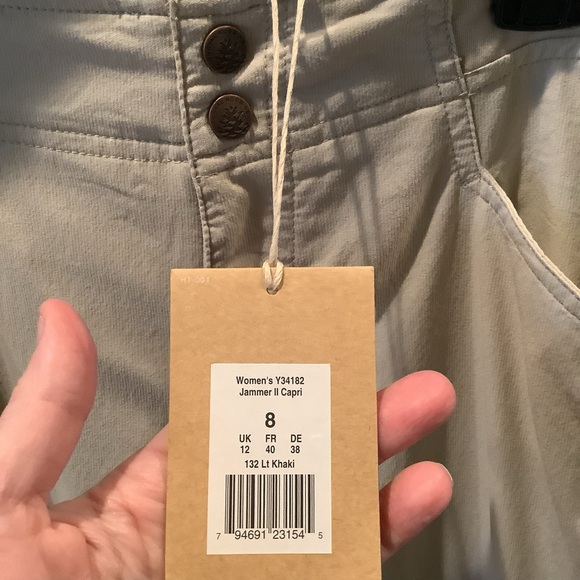 Women's Y34182
Jammer II Capri
8
UK FR DE
12 40 38
132 Lt Khaki
7 94691 23154 5